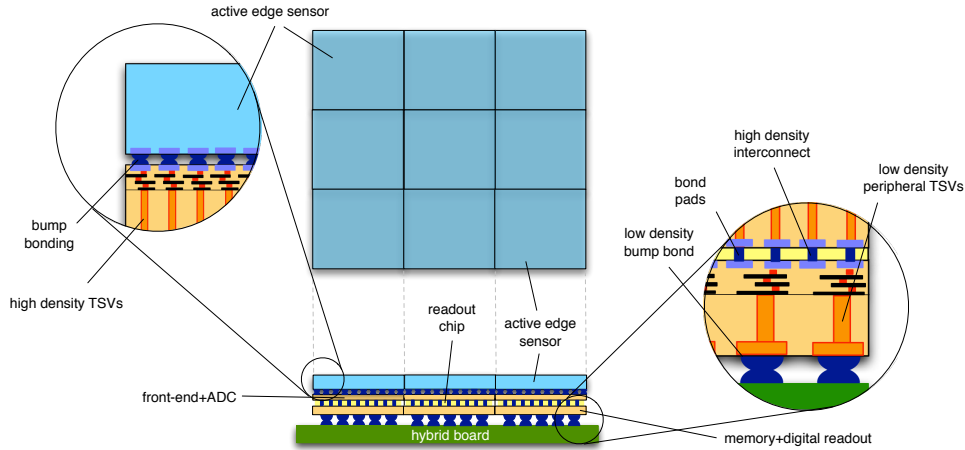 active edge sensor
bump
bonding
high density TSVs
high density
interconnect
low density
peripheral TSVs
bond
pads
low density
bump bond
readout
chip
active edge
sensor
front-end+ADC
hybrid board
memory+digital readout